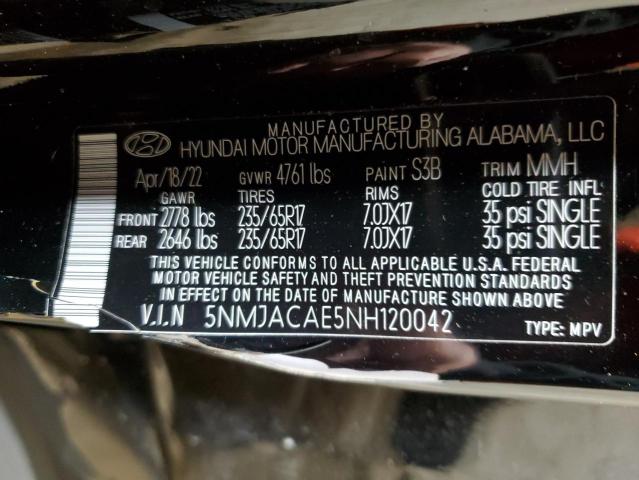 MANUFACTURED BY
HYUNDAI MOTOR MANUFACTURING ALABAMA, LLC
Apr/18/22 GVWR 4761 lbs PAINT S3B TRIM MMH
GAWR TIRES RIMS COLD TIRE INFL
FRONT 2778 lbs 235/65R17 7.0JX17 35 psi SINGLE
REAR 2646 lbs 235/65R17 7.0JX17 35 psi SINGLE
THIS VEHICLE CONFORMS TO ALL APPLICABLE U.S.A. FEDERAL
MOTOR VEHICLE SAFETY AND THEFT PREVENTION STANDARDS
IN EFFECT ON THE DATE OF MANUFACTURE SHOWN ABOVE.
V.I.N 5NMJACAE5NH120042 TYPE: MPV